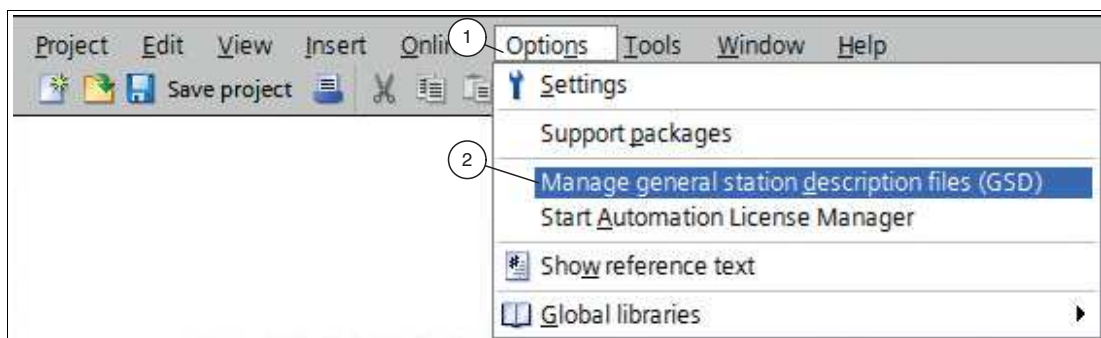 Project Edit View Insert Onli 1 Options Tools Window Help
Save project
Settings
Support packages
2
Manage general station description files (GSD)
Start Automation License Manager
Show reference text
Global libraries